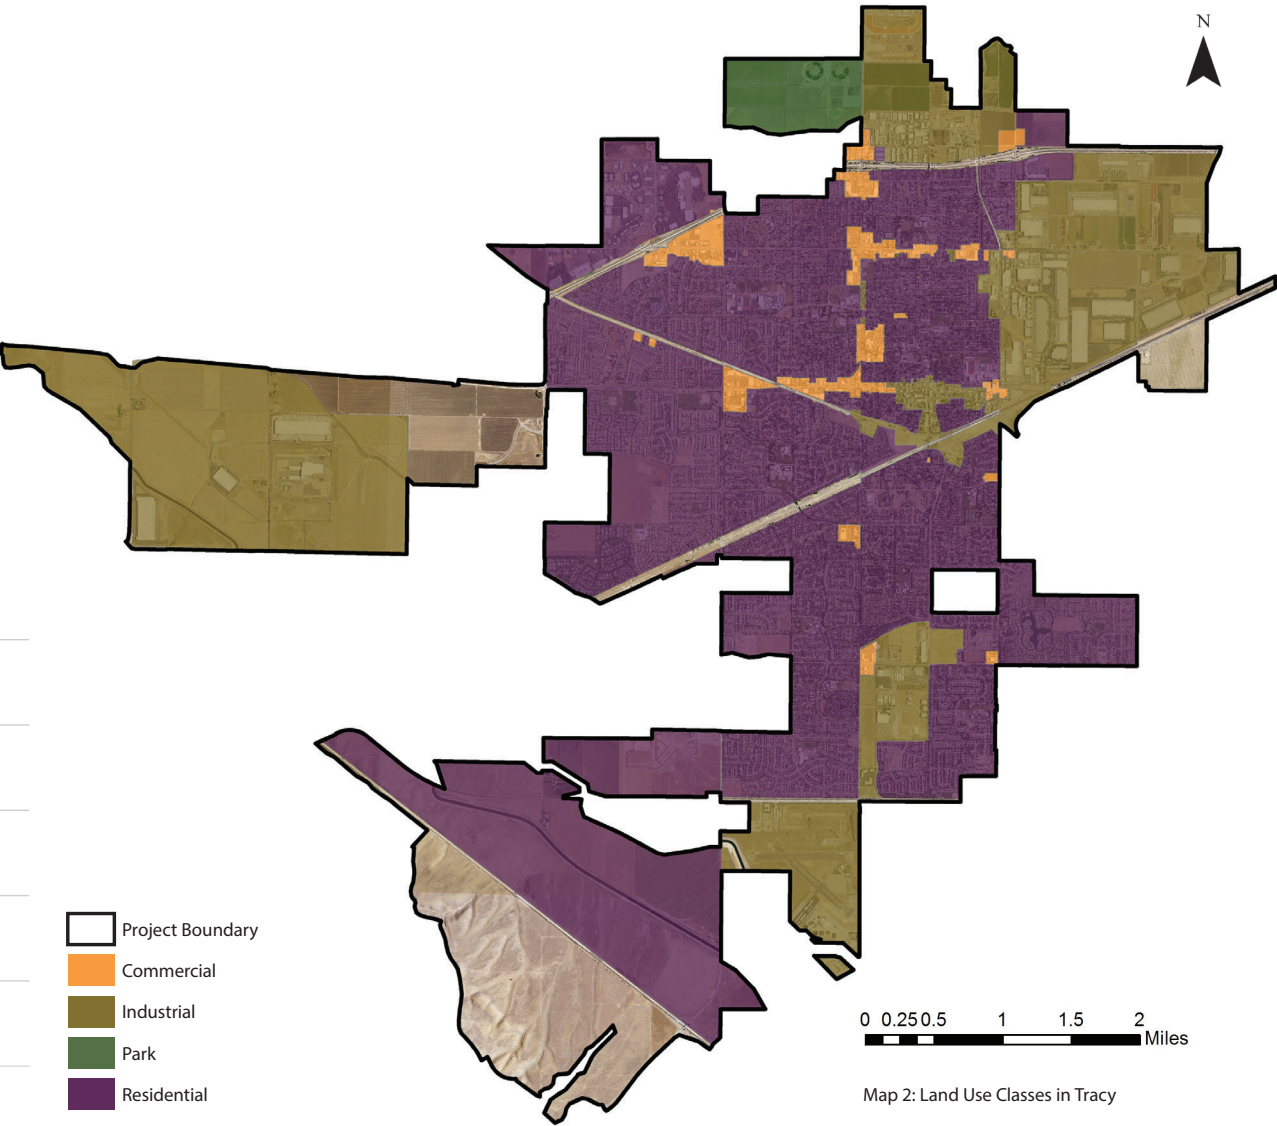 N
Project Boundary
Commercial
Industrial
Park
Residential
0 0.25 0.5 1 1.5 2
Miles
Map 2: Land Use Classes in Tracy